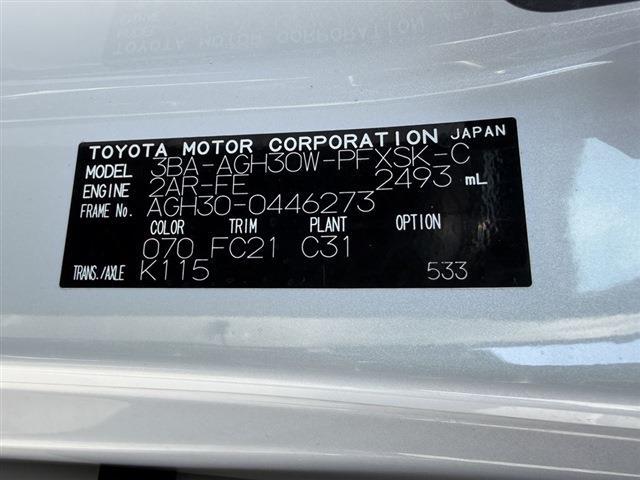 TOYOTA MOTOR CORPORATION JAPAN
MODEL 3BA-AGH30W-PFXSK-C
ENGINE 2AR-FE 2493 mL
FRAME No. AGH30-0446273
COLOR TRIM PLANT OPTION
070 FC21 C31
TRANS./AXLE K115 533